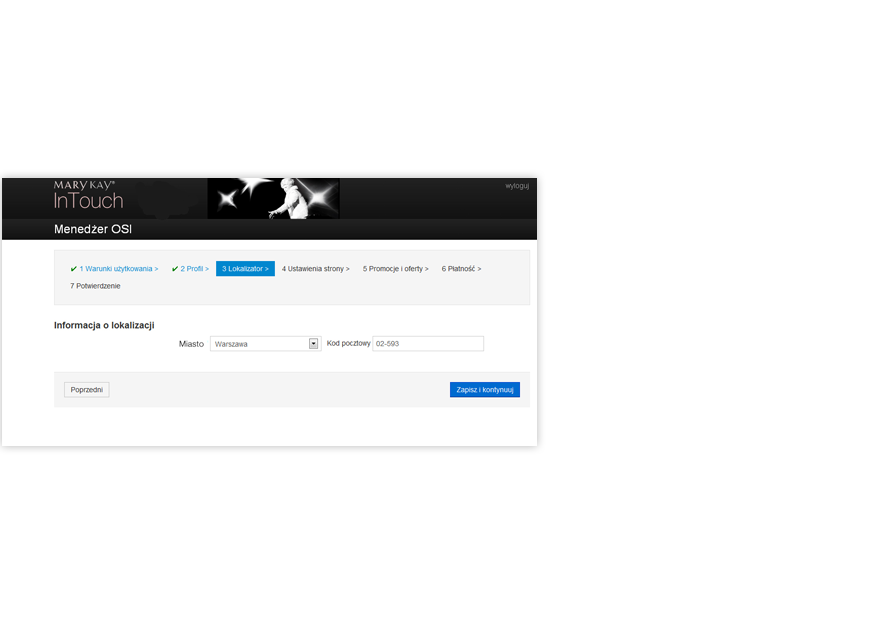 MARY KAY®
InTouch
wyloguj
Menedżer OSI
✔ 1 Warunki użytkowania > ✔ 2 Profil > 3 Lokalizator > 4 Ustawienia strony > 5 Promocje i oferty > 6 Płatność >
7 Potwierdzenie
Informacja o lokalizacji
Miasto Warszawa Kod pocztowy 02-593
Poprzedni Zapisz i kontynuuj